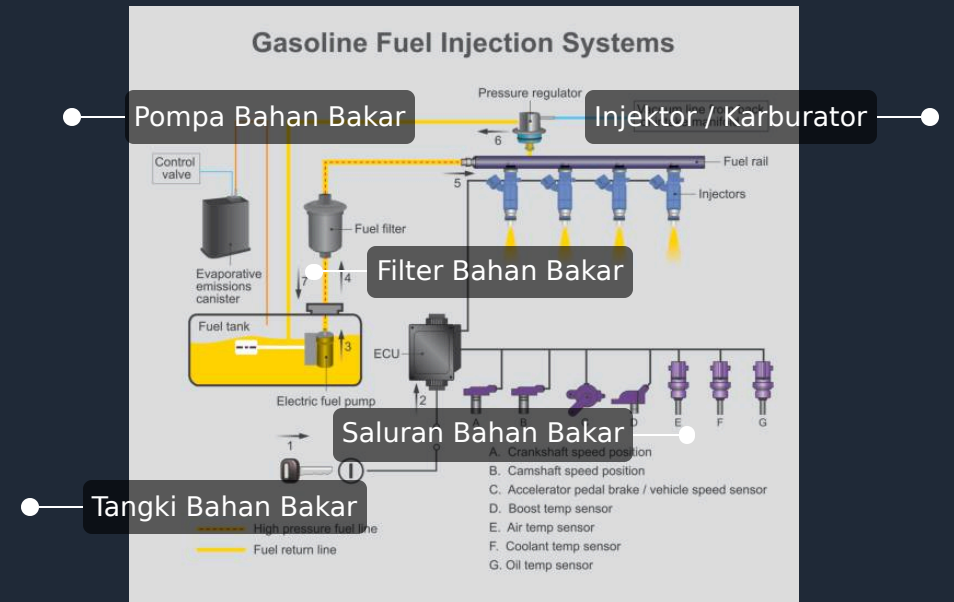 Gasoline Fuel Injection Systems
Pressure regulator
Pompa Bahan Bakar
Injektor / Karburator
6
Control
valve
Fuel rail
5
Injectors
Fuel filter
Evaporative
emissions
canister
7
4
Filter Bahan Bakar
Fuel tank
3
ECU
Electric fuel pump
2
A
B
D
E
F
G
Saluran Bahan Bakar
1
A. Crankshaft speed position
B. Camshaft speed position
C. Accelerator pedal brake / vehicle speed sensor
D. Boost temp sensor
E. Air temp sensor
F. Coolant temp sensor
G. Oil temp sensor
Tangki Bahan Bakar
High pressure fuel line
Fuel return line